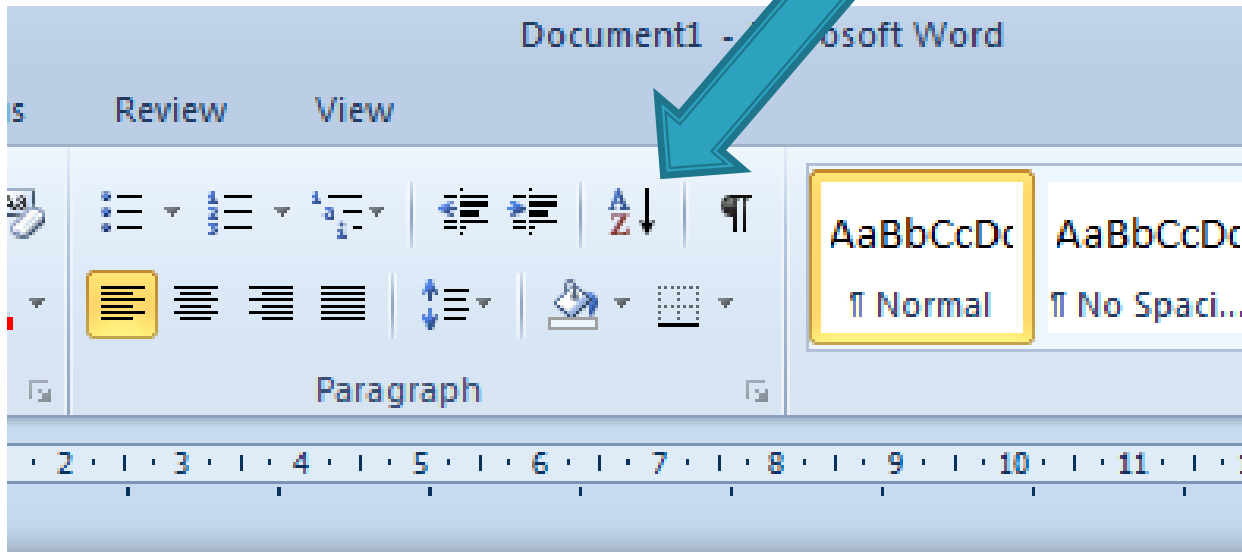 Document1 - osoft Word
s Review View
A
Z
¶
AaBbCcDc AaBbCcDc
¶ Normal ¶ No Spaci...
Paragraph
2 3 4 5 6 7 8 9 10 11